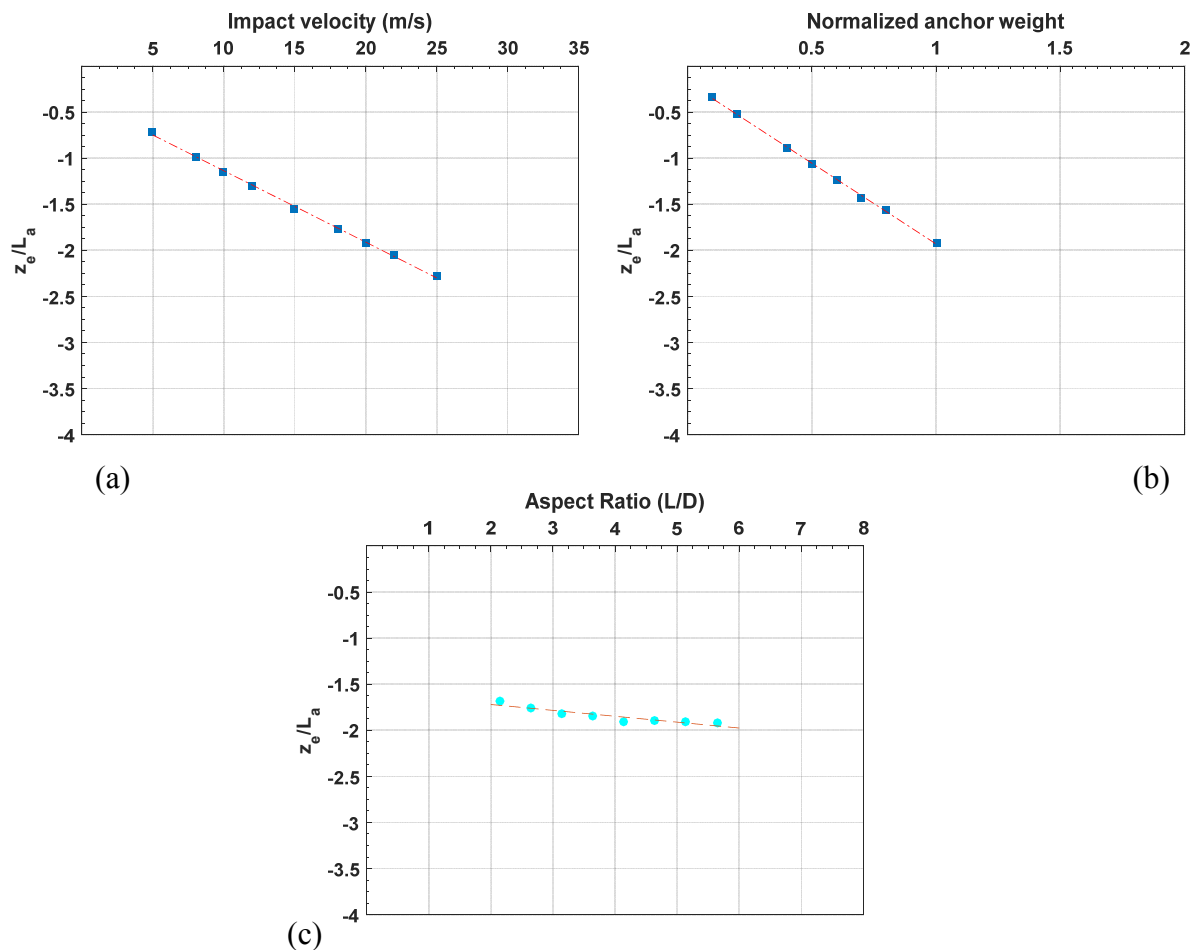 Impact velocity (m/s)
5 10 15 20 25 30 35
-0.5
-1
-1.5
-2
-2.5
-3
-3.5
-4
z_e/L_a
(a)
Normalized anchor weight
0.5 1 1.5 2
-0.5
-1
-1.5
-2
-2.5
-3
-3.5
-4
z_e/L_a
(b)
Aspect Ratio (L/D)
1 2 3 4 5 6 7 8
-0.5
-1
-1.5
-2
-2.5
-3
-3.5
-4
z_e/L_a
(c)